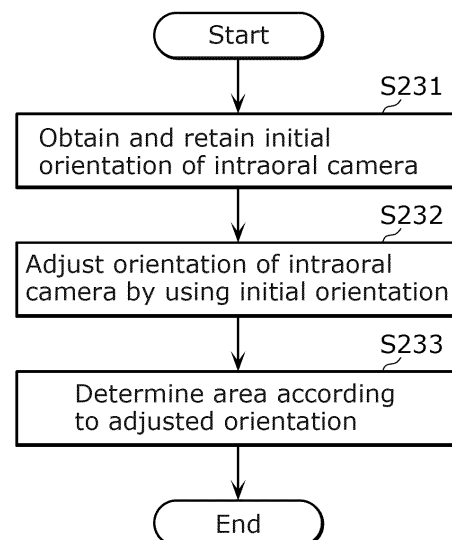 Start
S231
Obtain and retain initial
orientation of intraoral camera
S232
Adjust orientation of intraoral
camera by using initial orientation
S233
Determine area according
to adjusted orientation
End